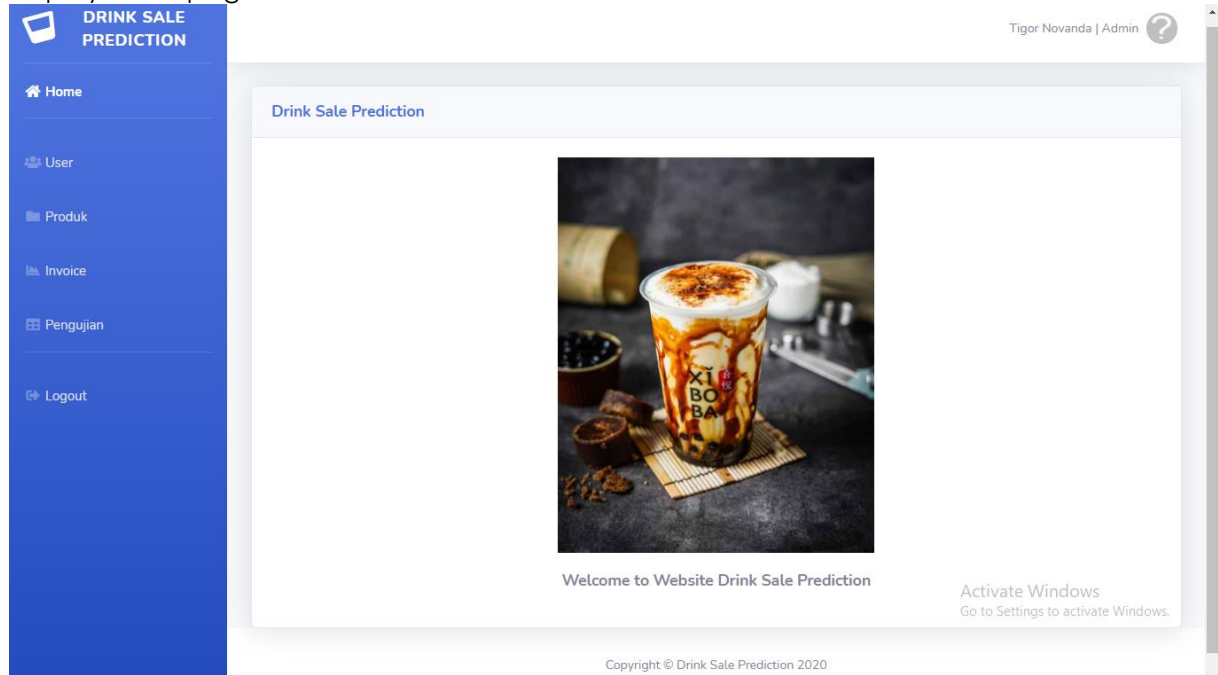 DRINK SALE
PREDICTION
Tigor Novanda | Admin
Home
User
Produk
Invoice
Pengujian
Logout
Drink Sale Prediction
XǏ
BO
BA
Welcome to Website Drink Sale Prediction
Activate Windows
Go to Settings to activate Windows.
Copyright © Drink Sale Prediction 2020